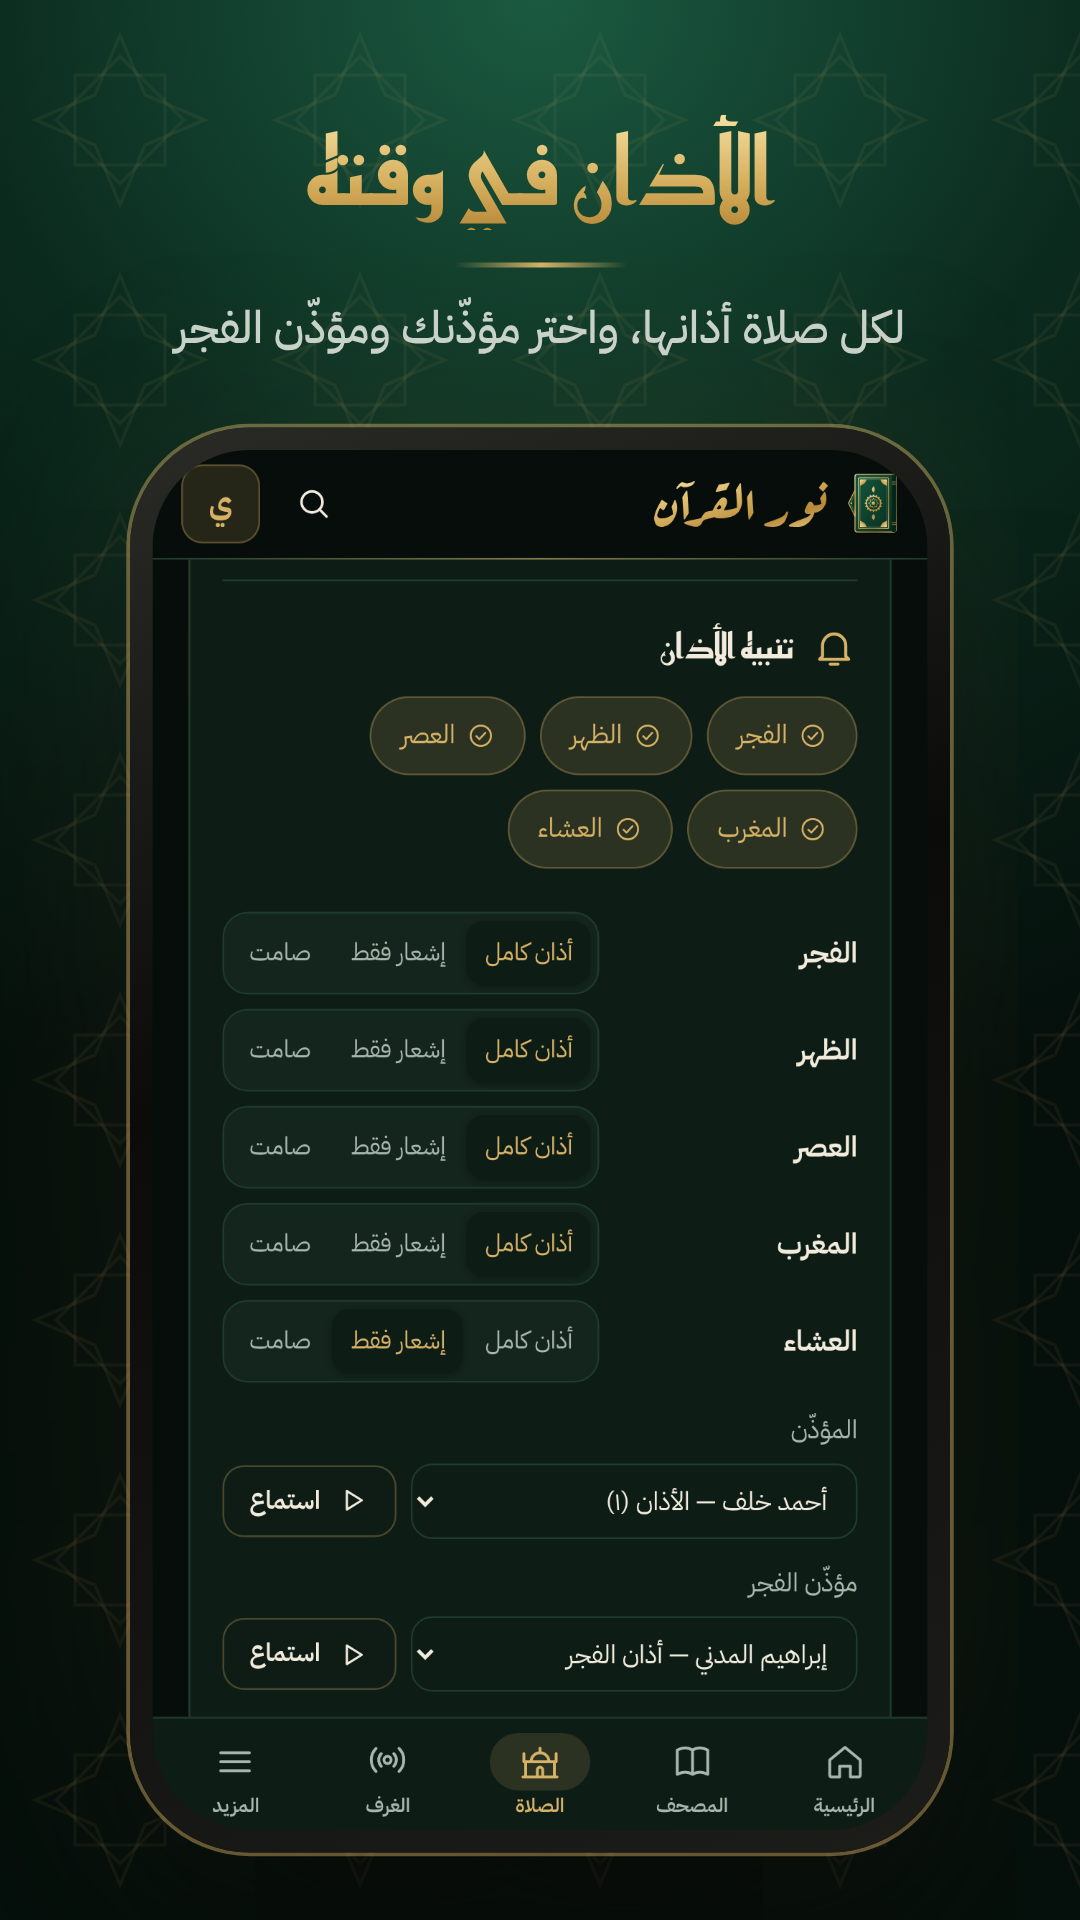 الأذان في وقته
لكل صلاة أذانها، واختر مؤذّنك ومؤذّن الفجر
نور القرآن
ي
تنبيه الأذان
الفجر الظهر العصر
المغرب العشاء
الفجر أذان كامل إشعار فقط صامت
الظهر أذان كامل إشعار فقط صامت
العصر أذان كامل إشعار فقط صامت
المغرب أذان كامل إشعار فقط صامت
العشاء أذان كامل إشعار فقط صامت
المؤذّن
أحمد خلف — الأذان (١) استماع
مؤذّن الفجر
إبراهيم المدني — أذان الفجر استماع
الرئيسية المصحف الصلاة الغرف المزيد